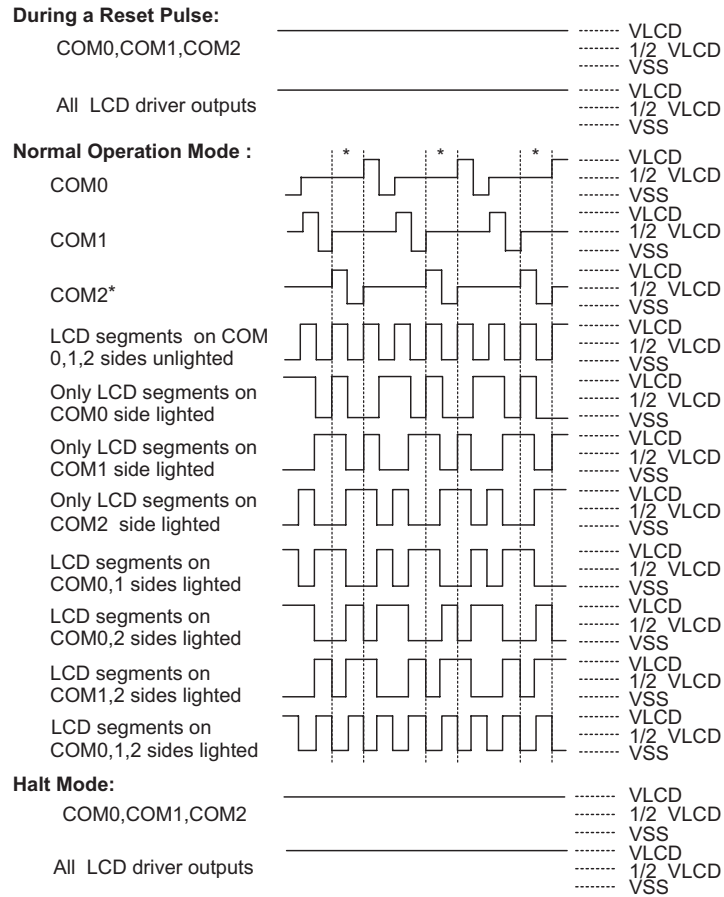 During a Reset Pulse:
COM0,COM1,COM2
VLCD
1/2 VLCD
VSS
All LCD driver outputs
VLCD
1/2 VLCD
VSS
Normal Operation Mode :
* * *
COM0
VLCD
1/2 VLCD
VSS
COM1
VLCD
1/2 VLCD
VSS
COM2*
VLCD
1/2 VLCD
VSS
LCD segments on COM
0,1,2 sides unlighted
VLCD
1/2 VLCD
VSS
Only LCD segments on
COM0 side lighted
VLCD
1/2 VLCD
VSS
Only LCD segments on
COM1 side lighted
VLCD
1/2 VLCD
VSS
Only LCD segments on
COM2 side lighted
VLCD
1/2 VLCD
VSS
LCD segments on
COM0,1 sides lighted
VLCD
1/2 VLCD
VSS
LCD segments on
COM0,2 sides lighted
VLCD
1/2 VLCD
VSS
LCD segments on
COM1,2 sides lighted
VLCD
1/2 VLCD
VSS
LCD segments on
COM0,1,2 sides lighted
VLCD
1/2 VLCD
VSS
Halt Mode:
COM0,COM1,COM2
VLCD
1/2 VLCD
VSS
All LCD driver outputs
VLCD
1/2 VLCD
VSS